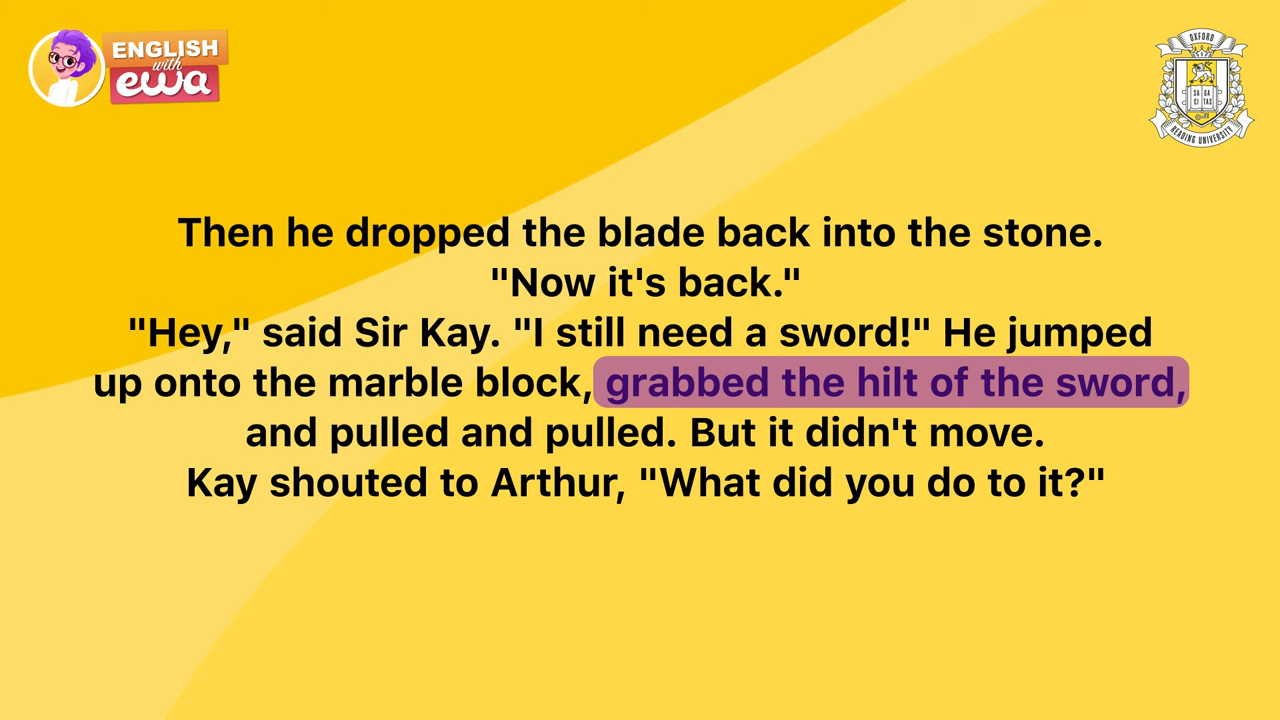 ENGLISH
with
ewa
OXFORD
SA GA
CI TAS
READING UNIVERSITY
Then he dropped the blade back into the stone.
"Now it's back."
"Hey," said Sir Kay. "I still need a sword!" He jumped
up onto the marble block, grabbed the hilt of the sword,
and pulled and pulled. But it didn't move.
Kay shouted to Arthur, "What did you do to it?"